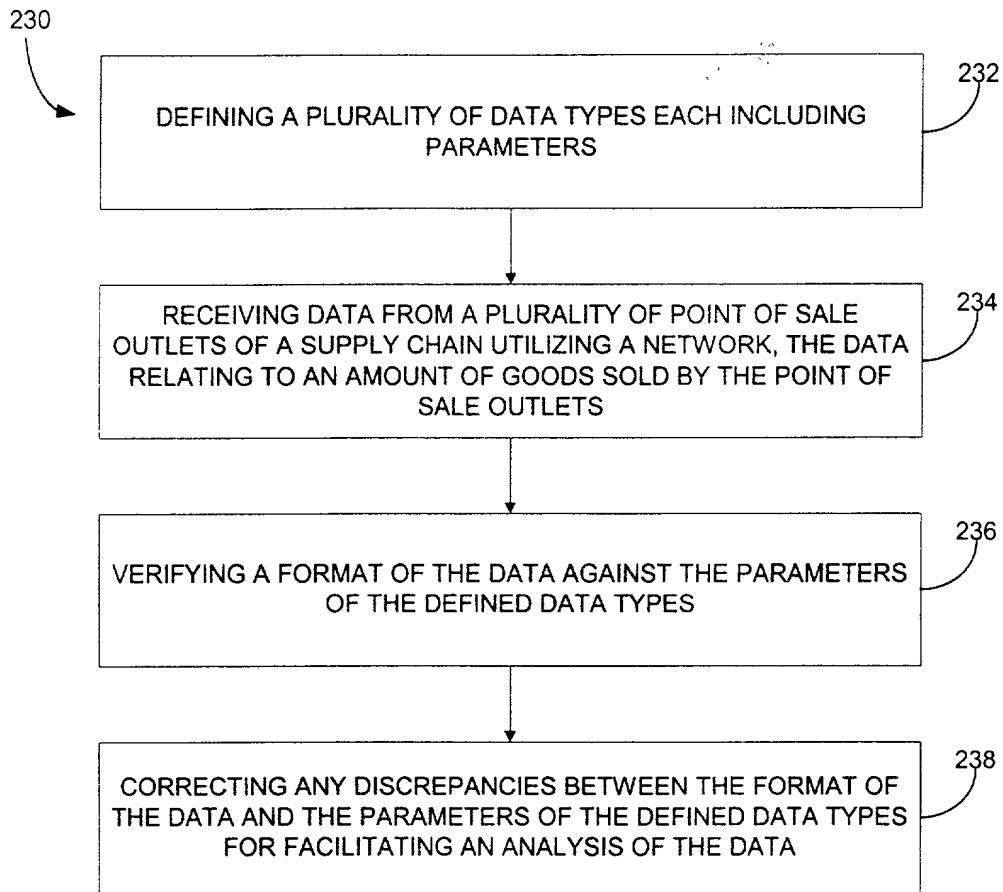 230
232
DEFINING A PLURALITY OF DATA TYPES EACH INCLUDING
PARAMETERS
234
RECEIVING DATA FROM A PLURALITY OF POINT OF SALE
OUTLETS OF A SUPPLY CHAIN UTILIZING A NETWORK, THE DATA
RELATING TO AN AMOUNT OF GOODS SOLD BY THE POINT OF
SALE OUTLETS
236
VERIFYING A FORMAT OF THE DATA AGAINST THE PARAMETERS
OF THE DEFINED DATA TYPES
238
CORRECTING ANY DISCREPANCIES BETWEEN THE FORMAT OF
THE DATA AND THE PARAMETERS OF THE DEFINED DATA TYPES
FOR FACILITATING AN ANALYSIS OF THE DATA